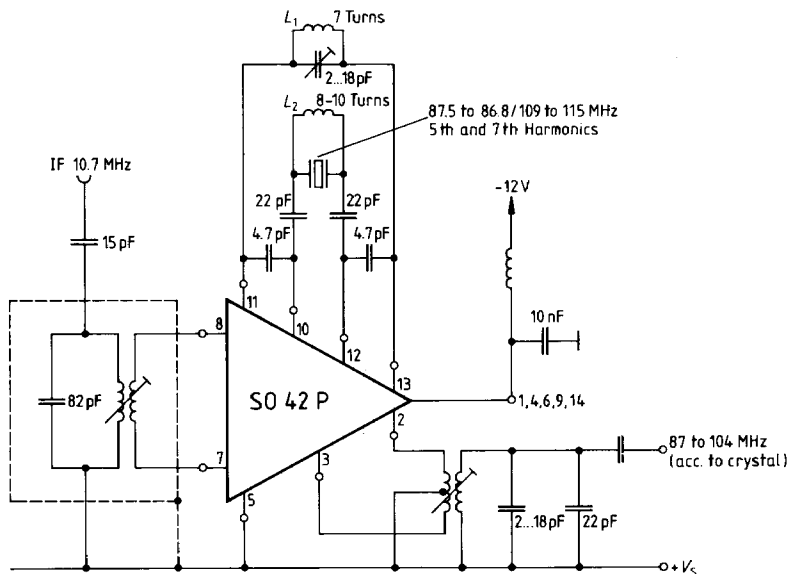 L₁ 7 Turns
2...18 pF
L₂ 8-10 Turns
87.5 to 86.8/109 to 115 MHz
5th and 7th Harmonics
IF 10.7 MHz
22 pF
22 pF
-12 V
15 pF
4.7 pF
4.7 pF
11
10
12
10 nF
8
13
82 pF
SO 42 P
1,4,6,9,14
2
7
3
87 to 104 MHz
(acc. to crystal)
5
2...18 pF
22 pF
+Vₛ